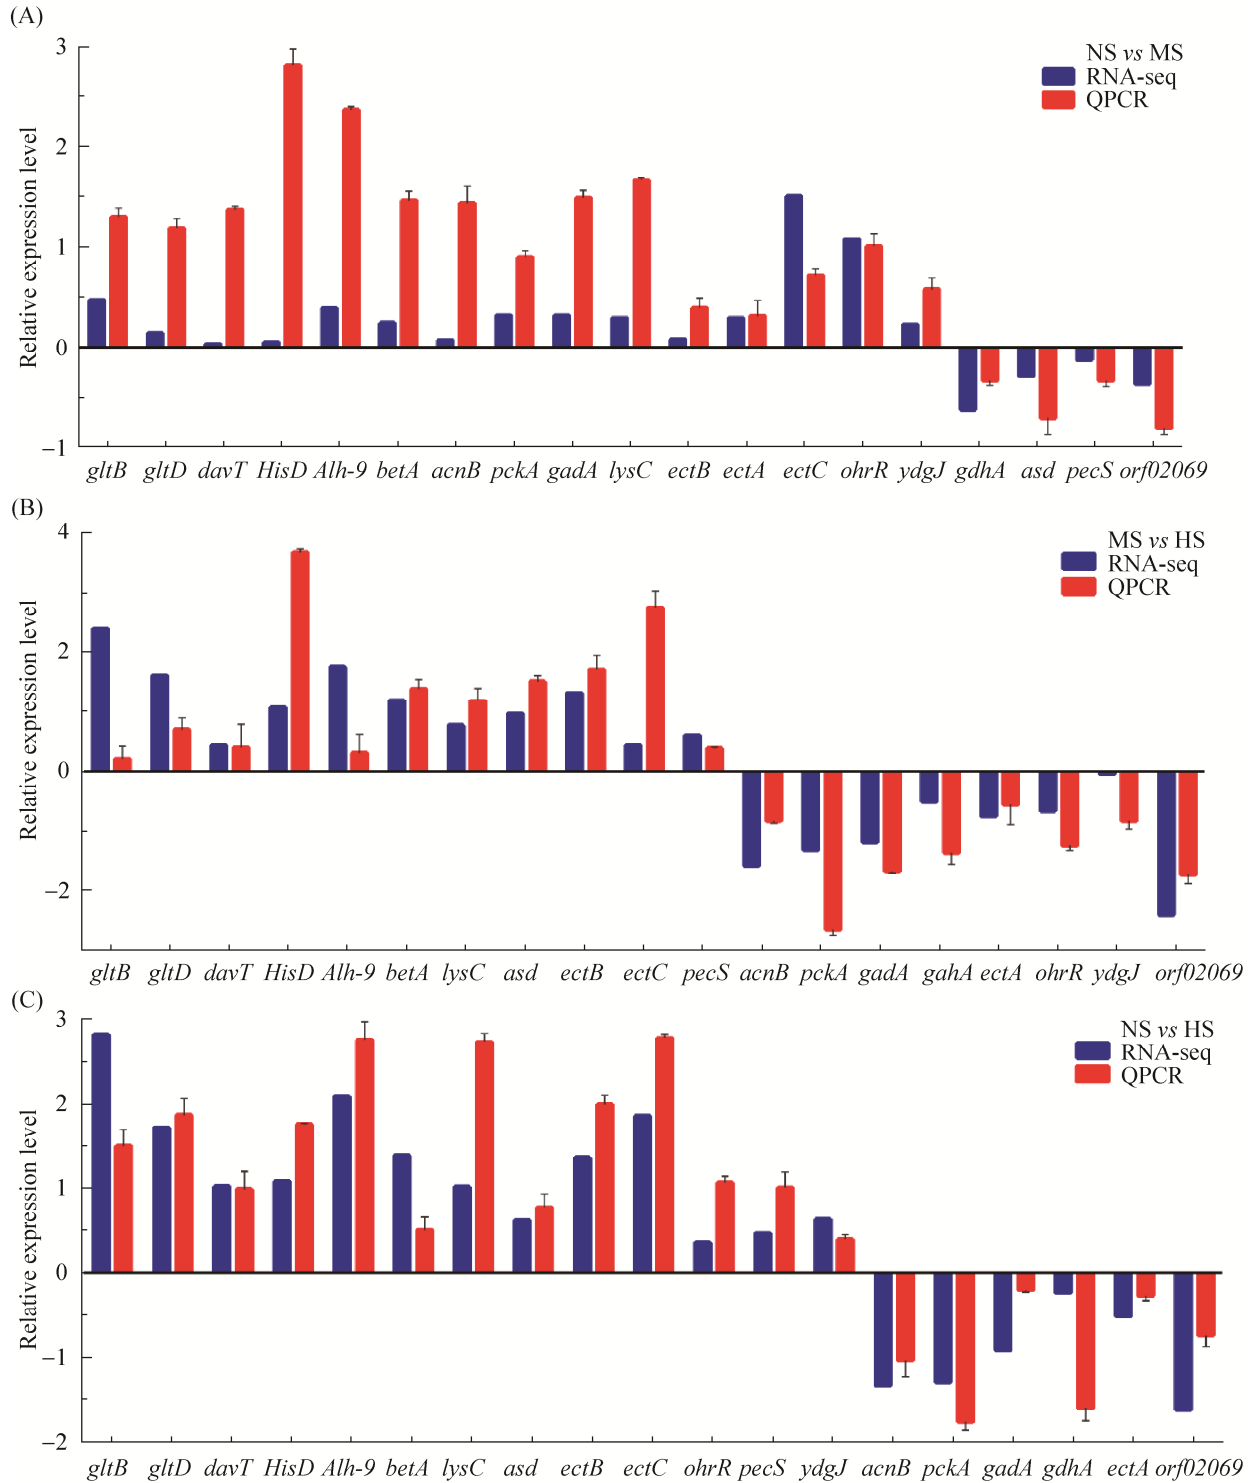 (A)
NS vs MS
RNA-seq
QPCR
Relative expression level
3
2
1
0
−1
gltB gltD davT HisD Alh-9 betA acnB pckA gadA lysC ectB ectA ectC ohrR ydgJ gdhA asd pecS orf02069
(B)
MS vs HS
RNA-seq
QPCR
Relative expression level
4
2
0
−2
gltB gltD davT HisD Alh-9 betA lysC asd ectB ectC pecS acnB pckA gadA gahA ectA ohrR ydgJ orf02069
(C)
NS vs HS
RNA-seq
QPCR
Relative expression level
3
2
1
0
−1
−2
gltB gltD davT HisD Alh-9 betA lysC asd ectB ectC ohrR pecS ydgJ acnB pckA gadA gdhA ectA orf02069